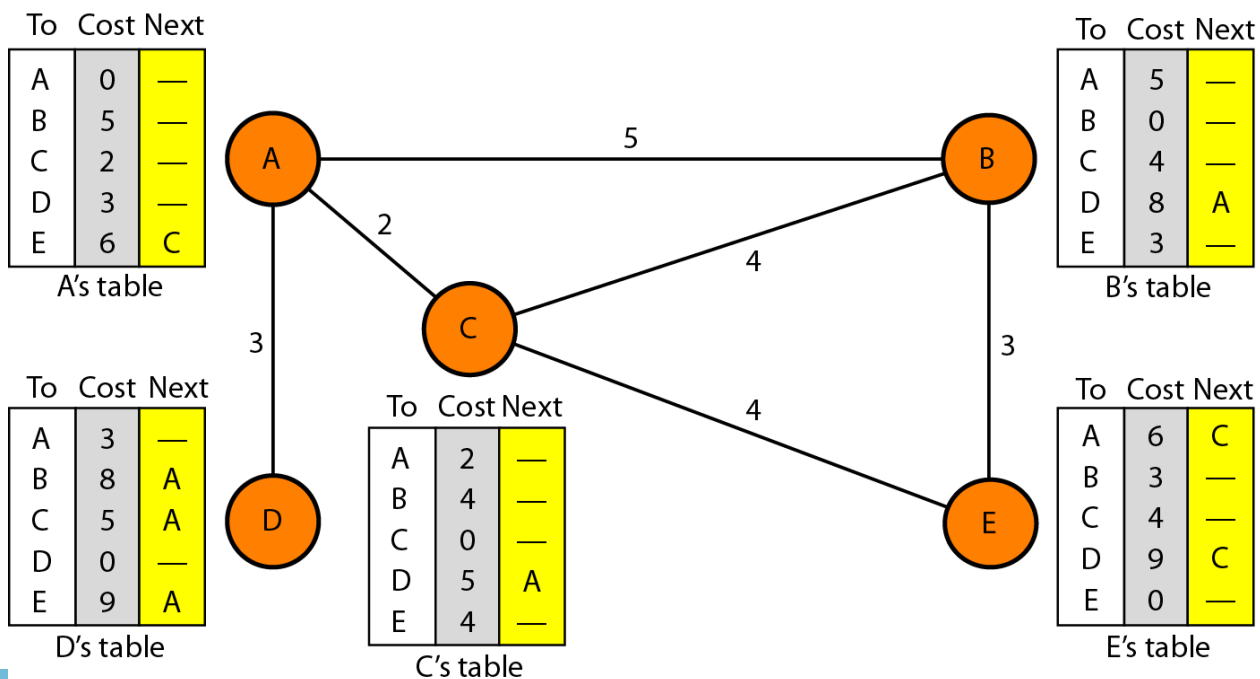 To Cost Next
A 0 —
B 5 —
C 2 —
D 3 —
E 6 C
A's table
To Cost Next
A 5 —
B 0 —
C 4 —
D 8 A
E 3 —
B's table
A
5
B
2
4
C
3
3
4
D
E
To Cost Next
A 3 —
B 8 A
C 5 A
D 0 —
E 9 A
D's table
To Cost Next
A 2 —
B 4 —
C 0 —
D 5 A
E 4 —
C's table
To Cost Next
A 6 C
B 3 —
C 4 —
D 9 C
E 0 —
E's table